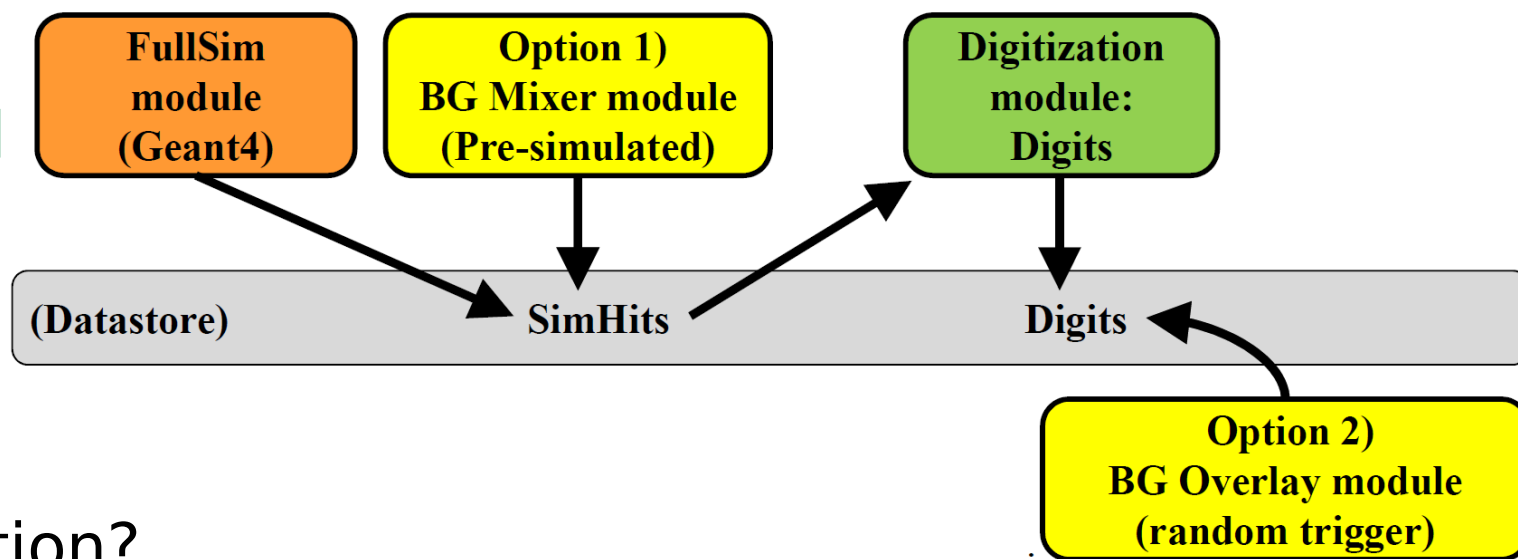 FullSim
module
(Geant4)
Option 1)
BG Mixer module
(Pre-simulated)
Digitization
module:
Digits
(Datastore)
SimHits
Digits
Option 2)
BG Overlay module
(random trigger)